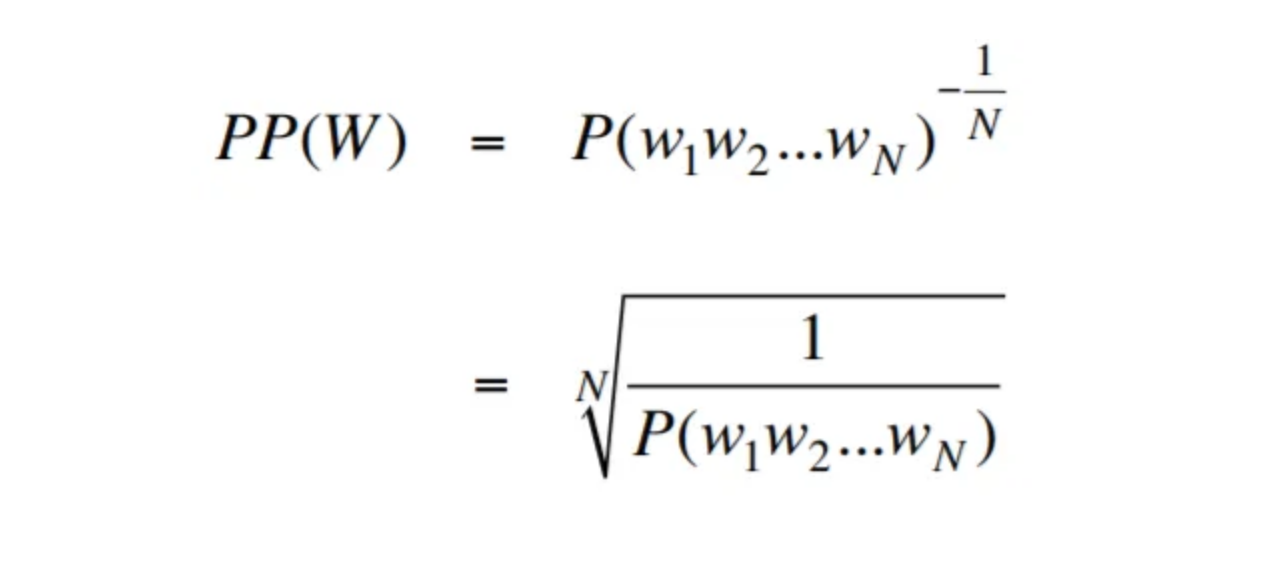 PP(W) = P(w₁w₂...w_N)^(-1/N)
= ᴺ√(1/P(w₁w₂...w_N))